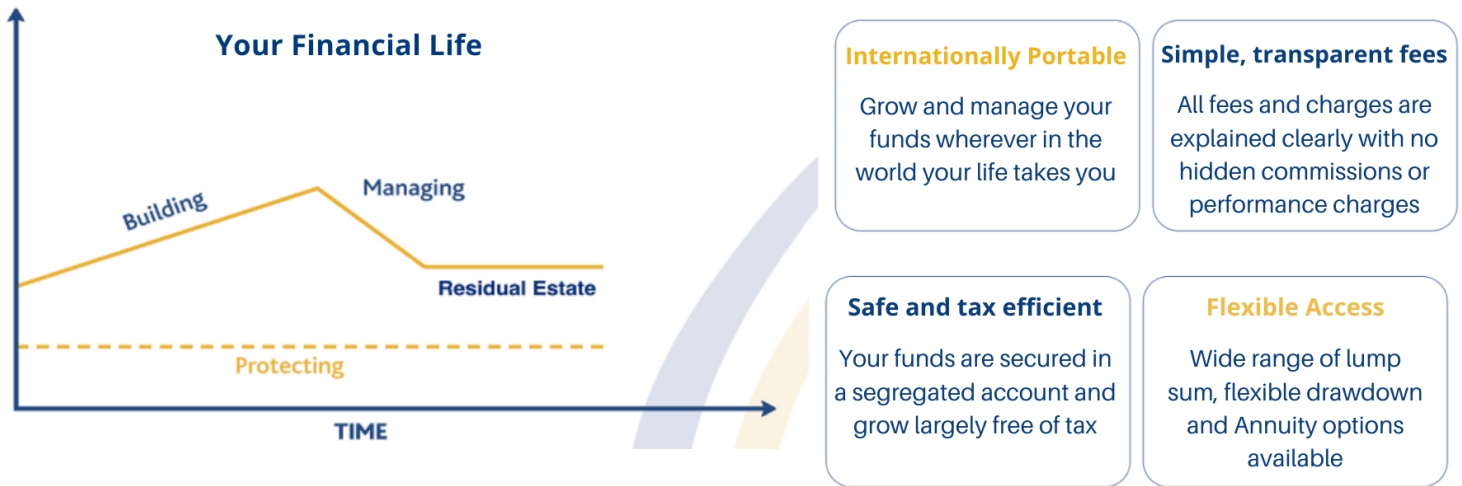 Your Financial Life
Building
Managing
Residual Estate
Protecting
TIME
Internationally Portable
Grow and manage your
funds wherever in the
world your life takes you
Simple, transparent fees
All fees and charges are
explained clearly with no
hidden commissions or
performance charges
Safe and tax efficient
Your funds are secured in
a segregated account and
grow largely free of tax
Flexible Access
Wide range of lump
sum, flexible drawdown
and Annuity options
available